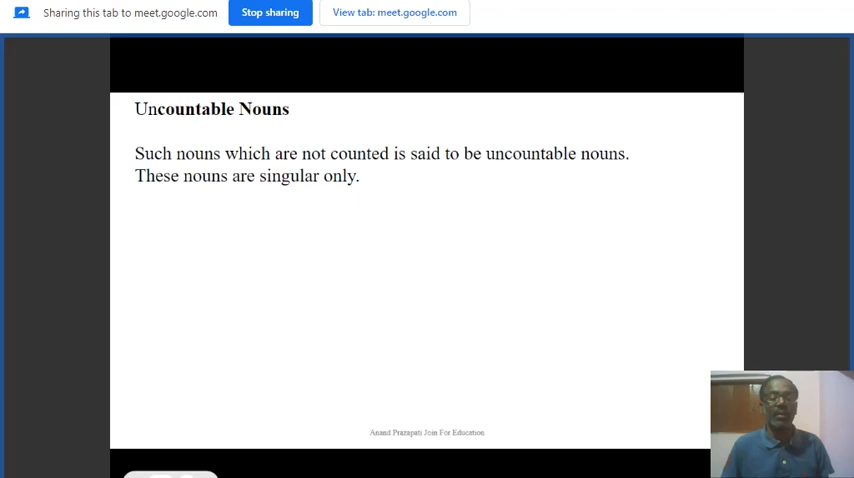 Sharing this tab to meet.google.com Stop sharing View tab: meet.google.com
Uncountable Nouns
Such nouns which are not counted is said to be uncountable nouns.
These nouns are singular only.
Anand Prazapati Join For Education